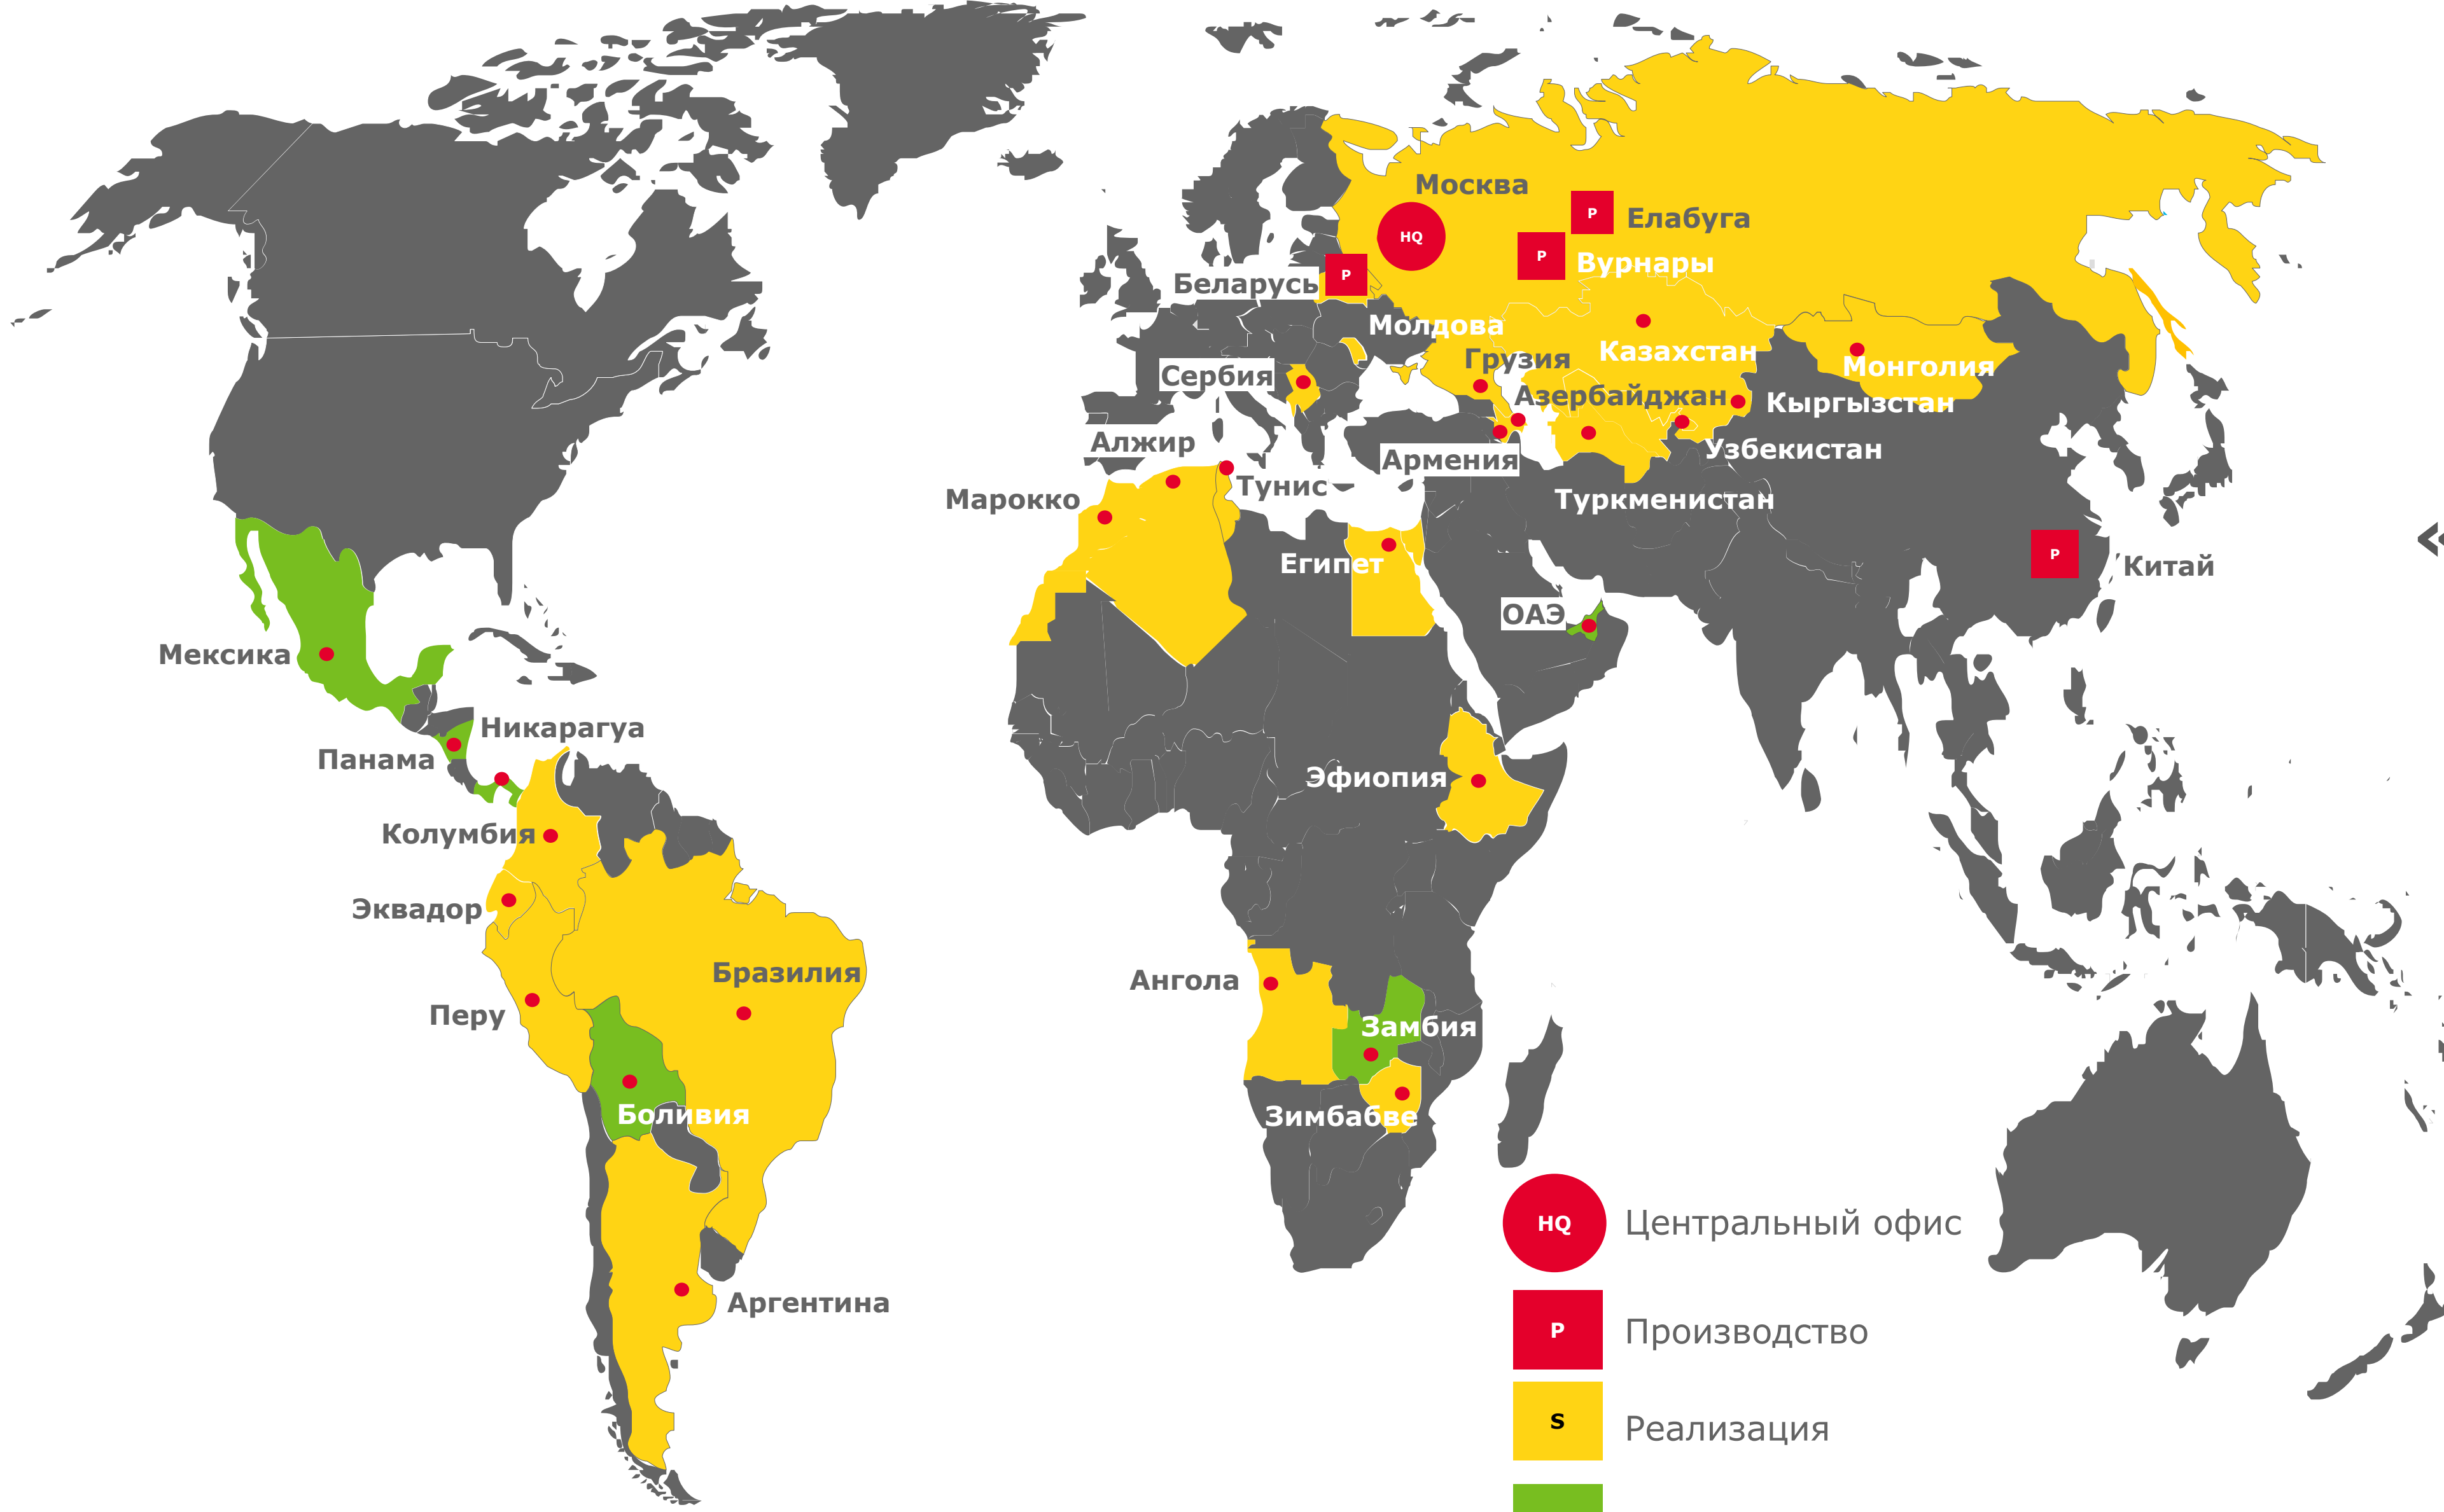 Москва
HQ
P
Елабуга
P
Вурнары
Беларусь
P
Молдова
Грузия
Казахстан
Монголия
Сербия
Азербайджан
Кыргызстан
Алжир
Армения
Узбекистан
Марокко
Тунис
Туркменистан
Египет
P
Китай
ОАЭ
Мексика
Никарагуа
Панама
Эфиопия
Колумбия
Эквадор
Бразилия
Ангола
Перу
Замбия
Боливия
Зимбабве
HQ
Центральный офис
Аргентина
P
Производство
S
Реализация